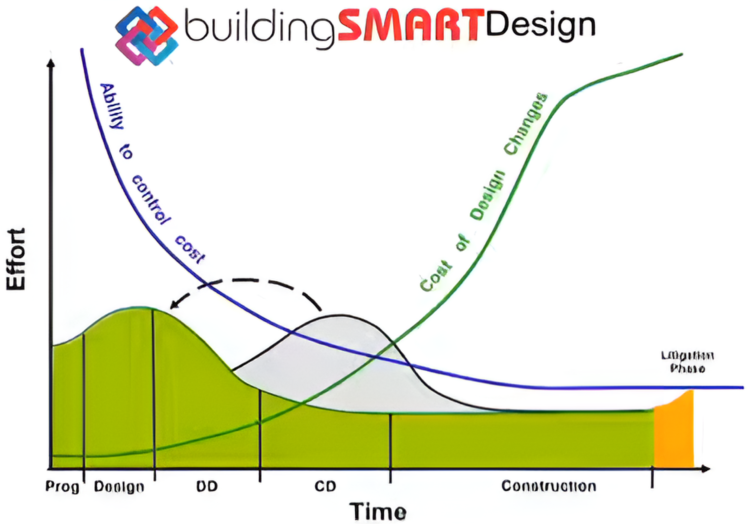 buildingSMARTDesign
Ability to control cost
Cost of Design Changes
Effort
Litigation
Phase
Prog
Design
DD
CD
Construction
Time